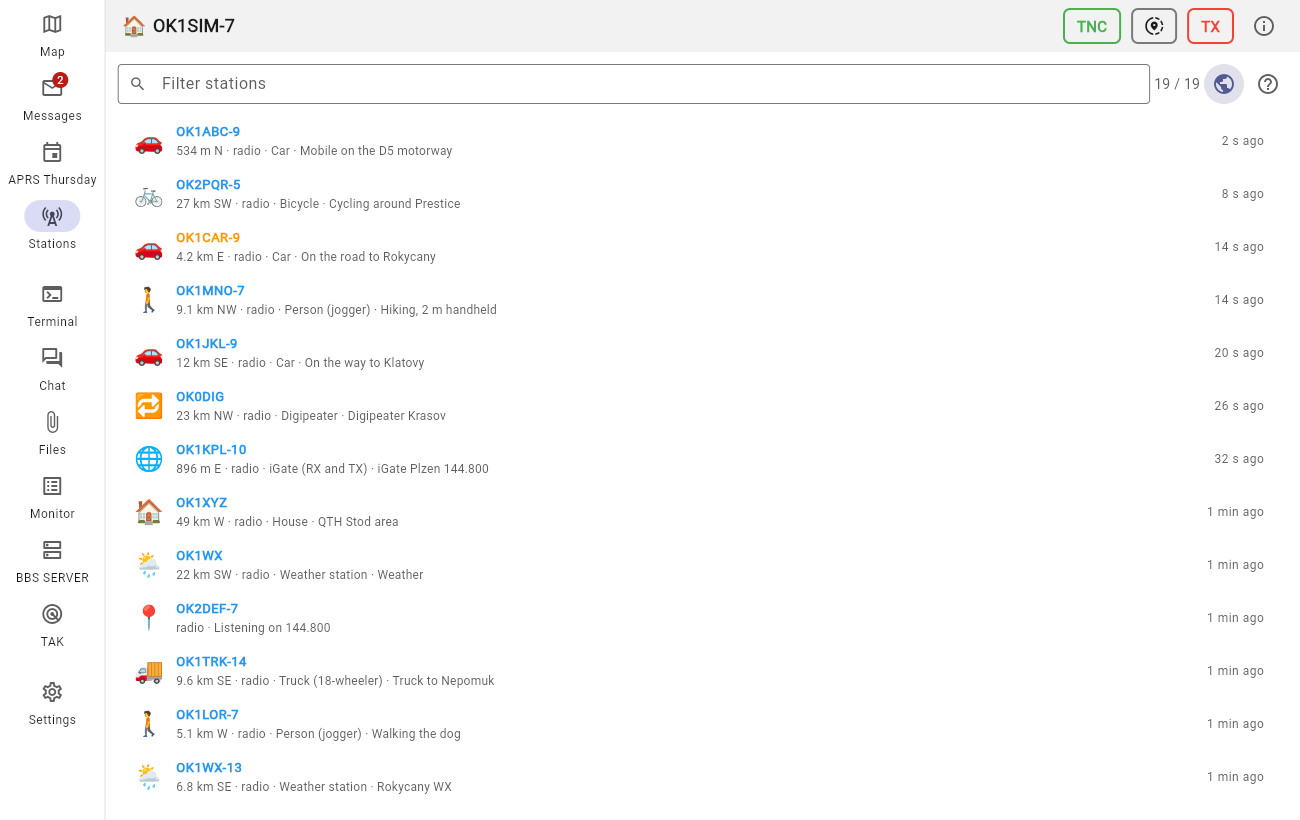 Map
2
Messages
APRS Thursday
Stations
Terminal
Chat
Files
Monitor
BBS SERVER
TAK
Settings
OK1SIM-7
TNC
TX
Filter stations
19 / 19
OK1ABC-9
534 m N · radio · Car · Mobile on the D5 motorway
2 s ago
OK2PQR-5
27 km SW · radio · Bicycle · Cycling around Prestice
8 s ago
OK1CAR-9
4.2 km E · radio · Car · On the road to Rokycany
14 s ago
OK1MNO-7
9.1 km NW · radio · Person (jogger) · Hiking, 2 m handheld
14 s ago
OK1JKL-9
12 km SE · radio · Car · On the way to Klatovy
20 s ago
OK0DIG
23 km NW · radio · Digipeater · Digipeater Krasov
26 s ago
OK1KPL-10
896 m E · radio · iGate (RX and TX) · iGate Plzen 144.800
32 s ago
OK1XYZ
49 km W · radio · House · QTH Stod area
1 min ago
OK1WX
22 km SW · radio · Weather station · Weather
1 min ago
OK2DEF-7
radio · Listening on 144.800
1 min ago
OK1TRK-14
9.6 km SE · radio · Truck (18-wheeler) · Truck to Nepomuk
1 min ago
OK1LOR-7
5.1 km W · radio · Person (jogger) · Walking the dog
1 min ago
OK1WX-13
6.8 km SE · radio · Weather station · Rokycany WX
1 min ago